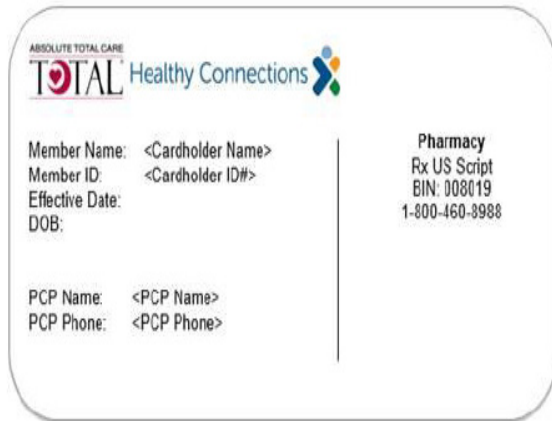 ABSOLUTE TOTAL CARE
TOTAL Healthy Connections
Member Name: <Cardholder Name>
Member ID: <Cardholder ID#>
Effective Date:
DOB:
PCP Name: <PCP Name>
PCP Phone: <PCP Phone>
Pharmacy
Rx US Script
BIN: 008019
1-800-460-8988